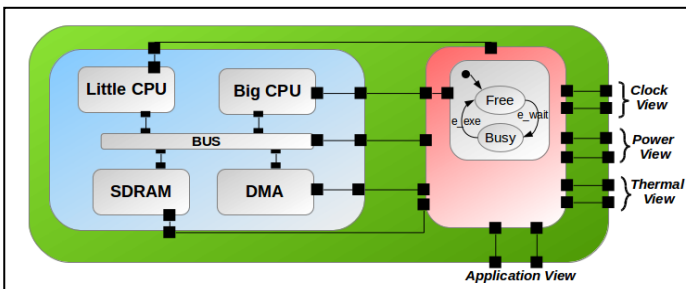 Little CPU
Big CPU
BUS
SDRAM
DMA
Free
e_exe
e_wait
Busy
Clock
View
Power
View
Thermal
View
Application View